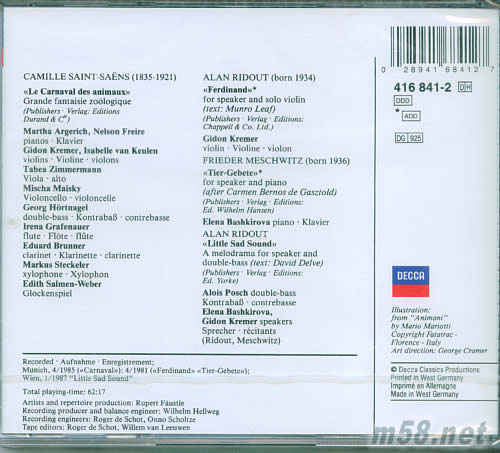 CAMILLE SAINT-SAËNS (1835-1921)
«Le Carnaval des animaux»
Grande fantaisie zoölogique
(Publishers · Verlag: Editions
Durand & Cie)
Martha Argerich, Nelson Freire
pianos · Klavier
Gidon Kremer, Isabelle van Keulen
violins · Violine · violons
Tabea Zimmermann
Viola · alto
Mischa Maisky
Violoncello · violoncelle
Georg Hörtnagel
double-bass · Kontrabaß · contrebasse
Irena Grafenauer
flute · Flöte · flûte
Eduard Brunner
clarinet · Klarinette · clarinette
Markus Steckeler
xylophone · Xylophon
Edith Salmen-Weber
Glockenspiel
ALAN RIDOUT (born 1934)
«Ferdinand»*
for speaker and solo violin
(text: Munro Leaf)
(Publishers · Verlag · Editions:
Chappell & Co. Ltd.)
Gidon Kremer
violin · Violine · violon
FRIEDER MESCHWITZ (born 1936)
«Tier-Gebete»*
for speaker and piano
(after Carmen Bernos de Gasztold)
(Publishers · Verlag · Editions:
Ed. Wilhelm Hansen)
Elena Bashkirova piano · Klavier
ALAN RIDOUT
«Little Sad Sound»
A melodrama for speaker and
double-bass (text: David Delve)
(Publishers · Verlag · Editions:
Ed. Yorke)
Alois Posch double-bass
Kontrabaß · contrebasse
Elena Bashkirova,
Gidon Kremer speakers
Sprecher · récitants
(Ridout, Meschwitz)
Recorded · Aufnahme · Enregistrement:
Munich, 4/1985 («Carnaval»); 4/1981 («Ferdinand» «Tier-Gebete»);
Wien, 1/1987 "Little Sad Sound")
Total playing-time: 62:17
Artists and repertoire production: Rupert Fäustle
Recording producer and balance engineer: Wilhelm Hellweg
Recording engineers: Roger de Schot, Onno Scholtze
Tape editors: Roger de Schot, Willem van Leeuwen
0 28941 68412 7
416 841-2 DH
DDD
* ADD
DG 925
DECCA
Illustration:
from "Animani"
by Mario Mariotti
Copyright Fatatrac -
Florence - Italy
Art direction: George Cramer
© Decca Classics Productions
Printed in West Germany
Imprimé en Allemagne
Made in West Germany
m58.net